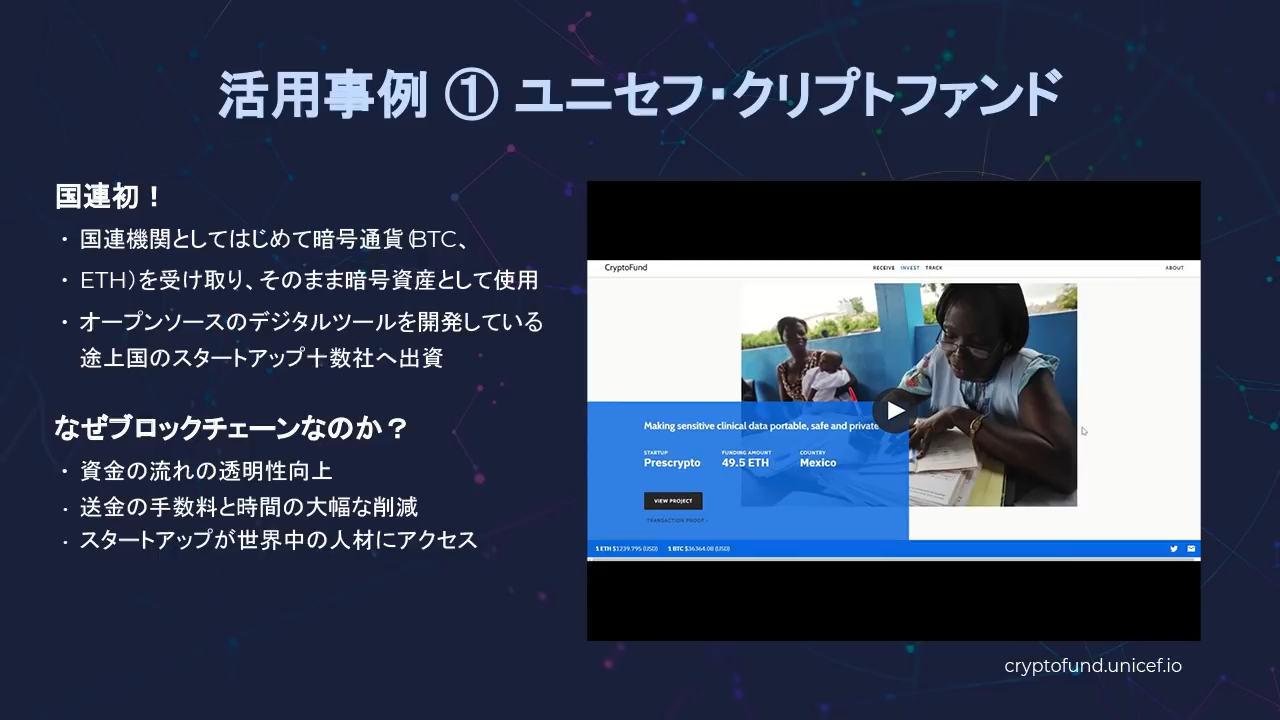 活用事例 ① ユニセフ・クリプトファンド
国連初！
・ 国連機関としてはじめて暗号通貨（BTC、
・ ETH）を受け取り、そのまま暗号資産として使用
・ オープンソースのデジタルツールを開発している
途上国のスタートアップ十数社へ出資
なぜブロックチェーンなのか？
・ 資金の流れの透明性向上
・ 送金の手数料と時間の大幅な削減
・ スタートアップが世界中の人材にアクセス
CryptoFund
RECEIVE INVEST TRACK
ABOUT
Making sensitive clinical data portable, safe and private
STARTUP FUNDING AMOUNT COUNTRY
Prescrypto 49.5 ETH Mexico
VIEW PROJECT
TRANSACTION PROOF
1 ETH $1239.795 (USD) 1 BTC $36364.08 (USD)
cryptofund.unicef.io